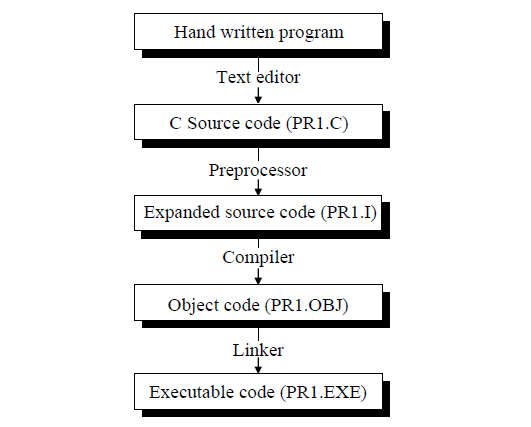 Hand written program
Text editor
C Source code (PR1.C)
Preprocessor
Expanded source code (PR1.I)
Compiler
Object code (PR1.OBJ)
Linker
Executable code (PR1.EXE)